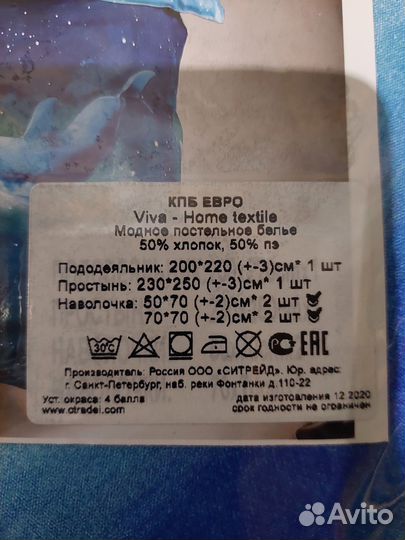 КПБ ЕВРО
Viva - Home textile
Модное постельное белье
50% хлопок, 50% пэ
Пододеяльник: 200*220 (+-3)см* 1 шт
Простынь: 230*250 (+-3)см* 1 шт
Наволочка: 50*70 (+-2)см* 2 шт
70*70 (+-2)см* 2 шт
30°
EAC
Производитель: Россия ООО «СИТРЕЙД». Юр. адрес:
г. Санкт-Петербург, наб. реки Фонтанки д.110-22
Уст. окраса: 4 балла
www.ctradei.com
дата изготовления 12 2020
срок годности не ограничен
Avito